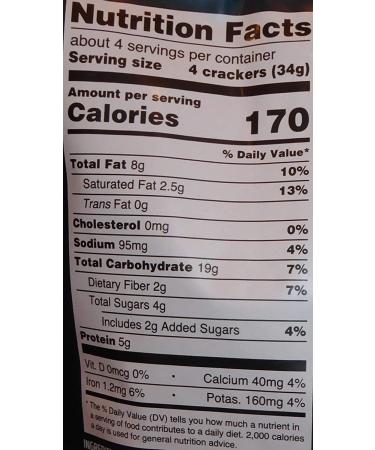 Nutrition Facts
about 4 servings per container
Serving size 4 crackers (34g)
Amount per serving
Calories 170
% Daily Value*
Total Fat 8g 10%
Saturated Fat 2.5g 13%
Trans Fat 0g
Cholesterol 0mg 0%
Sodium 95mg 4%
Total Carbohydrate 19g 7%
Dietary Fiber 2g 7%
Total Sugars 4g
Includes 2g Added Sugars 4%
Protein 5g
Vit. D 0mcg 0% • Calcium 40mg 4%
Iron 1.2mg 6% • Potas. 160mg 4%
* The % Daily Value (DV) tells you how much a nutrient in
a serving of food contributes to a daily diet. 2,000 calories
a day is used for general nutrition advice.